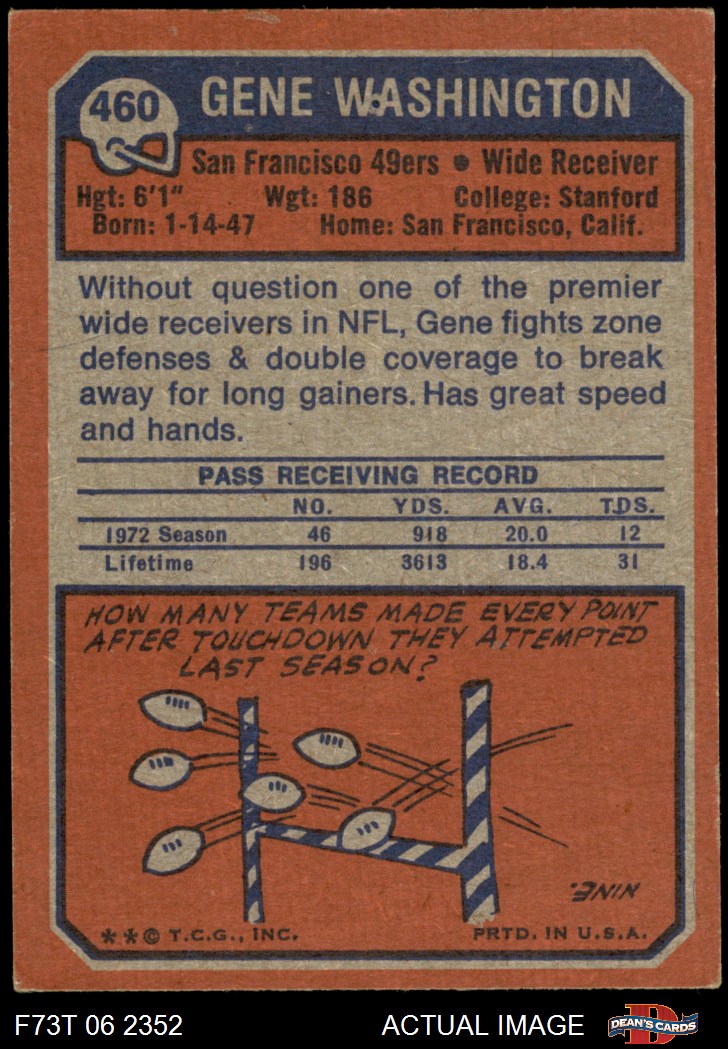 460
GENE WASHINGTON
San Francisco 49ers • Wide Receiver
Hgt: 6'1" Wgt: 186 College: Stanford
Born: 1-14-47 Home: San Francisco, Calif.
Without question one of the premier
wide receivers in NFL, Gene fights zone
defenses & double coverage to break
away for long gainers. Has great speed
and hands.
PASS RECEIVING RECORD
NO. YDS. AVG. TDS.
1972 Season 46 918 20.0 12
Lifetime 196 3613 18.4 31
HOW MANY TEAMS MADE EVERY POINT
AFTER TOUCHDOWN THEY ATTEMPTED
LAST SEASON?
NINE.
**© T.C.G., INC. PRTD. IN U.S.A.
F73T 06 2352 ACTUAL IMAGE D DEAN'S CARDS